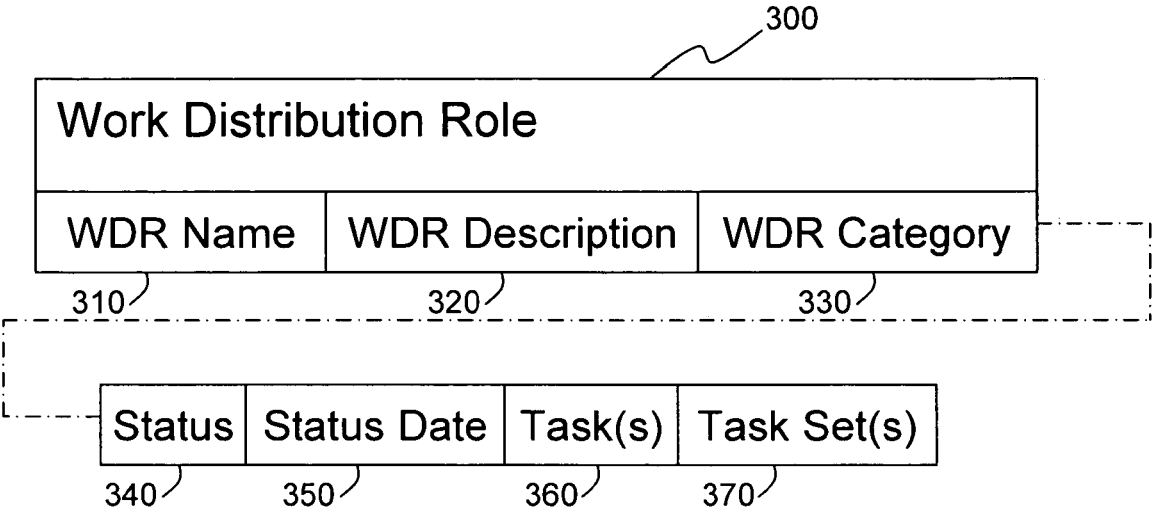 300
Work Distribution Role
WDR Name WDR Description WDR Category
310 320 330
Status Status Date Task(s) Task Set(s)
340 350 360 370